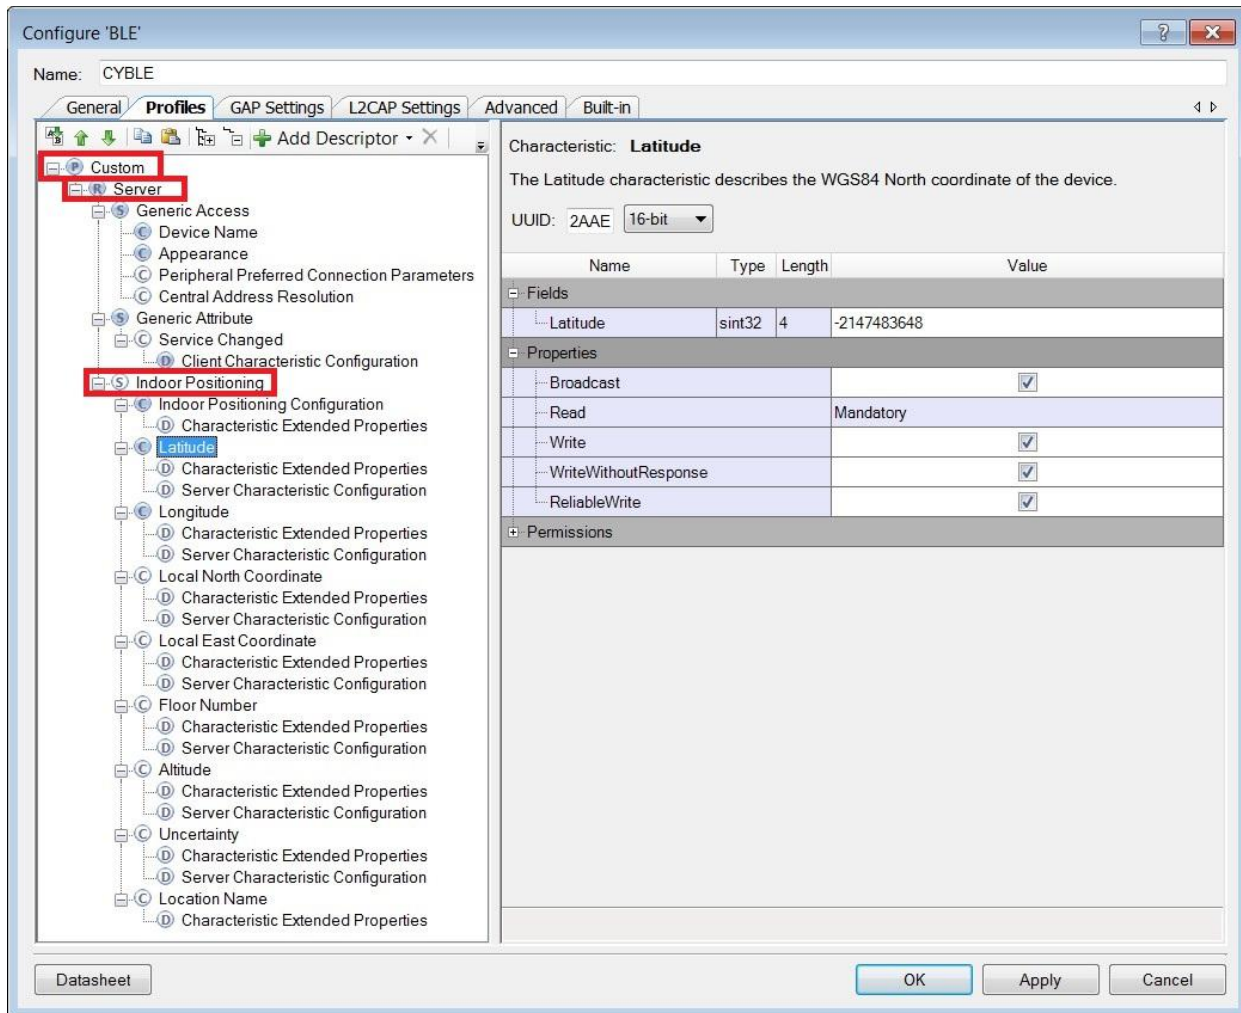 Configure 'BLE'
Name: CYBLE
General Profiles GAP Settings L2CAP Settings Advanced Built-in
Add Descriptor
Custom
Server
Generic Access
Device Name
Appearance
Peripheral Preferred Connection Parameters
Central Address Resolution
Generic Attribute
Service Changed
Client Characteristic Configuration
Indoor Positioning
Indoor Positioning Configuration
Characteristic Extended Properties
Latitude
Characteristic Extended Properties
Server Characteristic Configuration
Longitude
Characteristic Extended Properties
Server Characteristic Configuration
Local North Coordinate
Characteristic Extended Properties
Server Characteristic Configuration
Local East Coordinate
Characteristic Extended Properties
Server Characteristic Configuration
Floor Number
Characteristic Extended Properties
Server Characteristic Configuration
Altitude
Characteristic Extended Properties
Server Characteristic Configuration
Uncertainty
Characteristic Extended Properties
Server Characteristic Configuration
Location Name
Characteristic Extended Properties
Characteristic: Latitude
The Latitude characteristic describes the WGS84 North coordinate of the device.
UUID: 2AAE 16-bit
Name Type Length Value
Fields
Latitude sint32 4 -2147483648
Properties
Broadcast
Read Mandatory
Write
WriteWithoutResponse
ReliableWrite
Permissions
Datasheet OK Apply Cancel